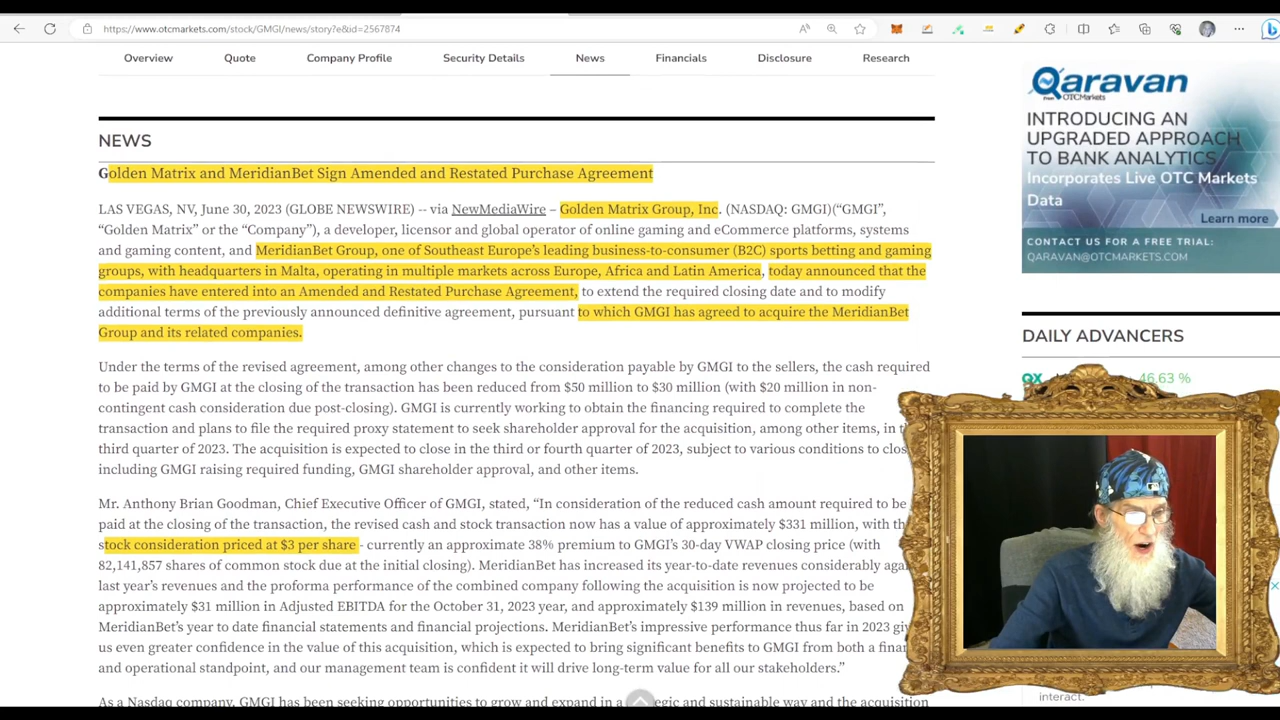 https://www.otcmarkets.com/stock/GMGI/news/story?e&id=2567874
Overview Quote Company Profile Security Details News Financials Disclosure Research
NEWS
Golden Matrix and MeridianBet Sign Amended and Restated Purchase Agreement
LAS VEGAS, NV, June 30, 2023 (GLOBE NEWSWIRE) -- via NewMediaWire – Golden Matrix Group, Inc. (NASDAQ: GMGI)(“GMGI”,
“Golden Matrix” or the “Company”), a developer, licensor and global operator of online gaming and eCommerce platforms, systems
and gaming content, and MeridianBet Group, one of Southeast Europe’s leading business-to-consumer (B2C) sports betting and gaming
groups, with headquarters in Malta, operating in multiple markets across Europe, Africa and Latin America, today announced that the
companies have entered into an Amended and Restated Purchase Agreement, to extend the required closing date and to modify
additional terms of the previously announced definitive agreement, pursuant to which GMGI has agreed to acquire the MeridianBet
Group and its related companies.
Under the terms of the revised agreement, among other changes to the consideration payable by GMGI to the sellers, the cash required
to be paid by GMGI at the closing of the transaction has been reduced from $50 million to $30 million (with $20 million in non-
contingent cash consideration due post-closing). GMGI is currently working to obtain the financing required to complete the
transaction and plans to file the required proxy statement to seek shareholder approval for the acquisition, among other items, in th
third quarter of 2023. The acquisition is expected to close in the third or fourth quarter of 2023, subject to various conditions to clos
including GMGI raising required funding, GMGI shareholder approval, and other items.
Mr. Anthony Brian Goodman, Chief Executive Officer of GMGI, stated, “In consideration of the reduced cash amount required to be
paid at the closing of the transaction, the revised cash and stock transaction now has a value of approximately $331 million, with th
stock consideration priced at $3 per share - currently an approximate 38% premium to GMGI’s 30-day VWAP closing price (with
82,141,857 shares of common stock due at the initial closing). MeridianBet has increased its year-to-date revenues considerably aga
last year’s revenues and the proforma performance of the combined company following the acquisition is now projected to be
approximately $31 million in Adjusted EBITDA for the October 31, 2023 year, and approximately $139 million in revenues, based on
MeridianBet’s year to date financial statements and financial projections. MeridianBet’s impressive performance thus far in 2023 giv
us even greater confidence in the value of this acquisition, which is expected to bring significant benefits to GMGI from both a finan
and operational standpoint, and our management team is confident it will drive long-term value for all our stakeholders.”
As a Nasdaq company, GMGI has been seeking opportunities to grow and expand in a egic and sustainable way and the acquisition
Qaravan
from OTCMarkets
INTRODUCING AN
UPGRADED APPROACH
TO BANK ANALYTICS
Incorporates Live OTC Markets
Data
Learn more
CONTACT US FOR A FREE TRIAL:
QARAVAN@OTCMARKETS.COM
DAILY ADVANCERS
QX 46.63 %
interact.